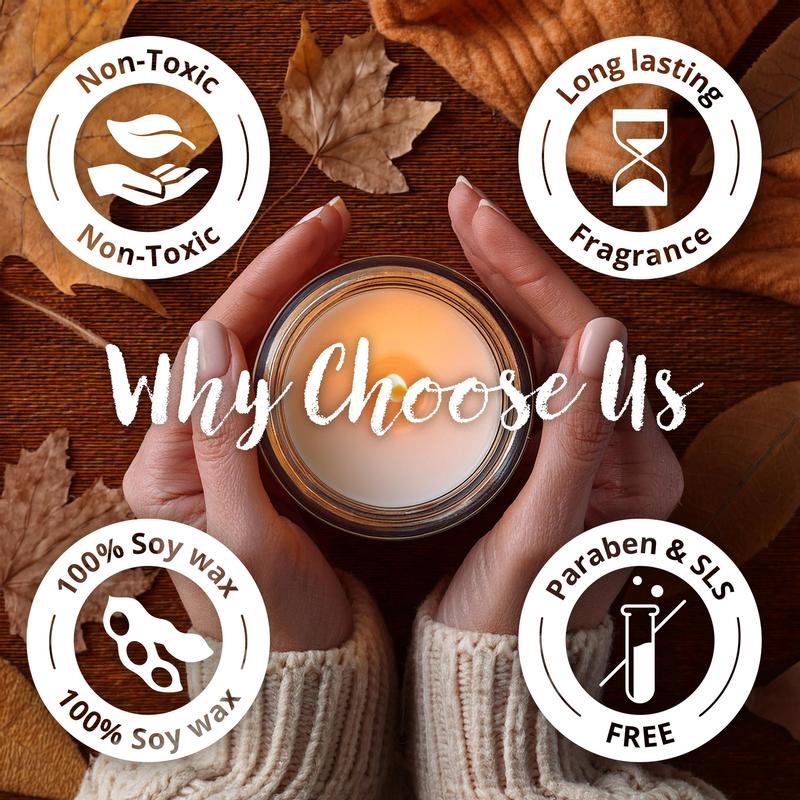 Non-Toxic
Non-Toxic
Long lasting
Fragrance
Why Choose Us
100% Soy wax
100% Soy wax
Paraben & SLS
FREE